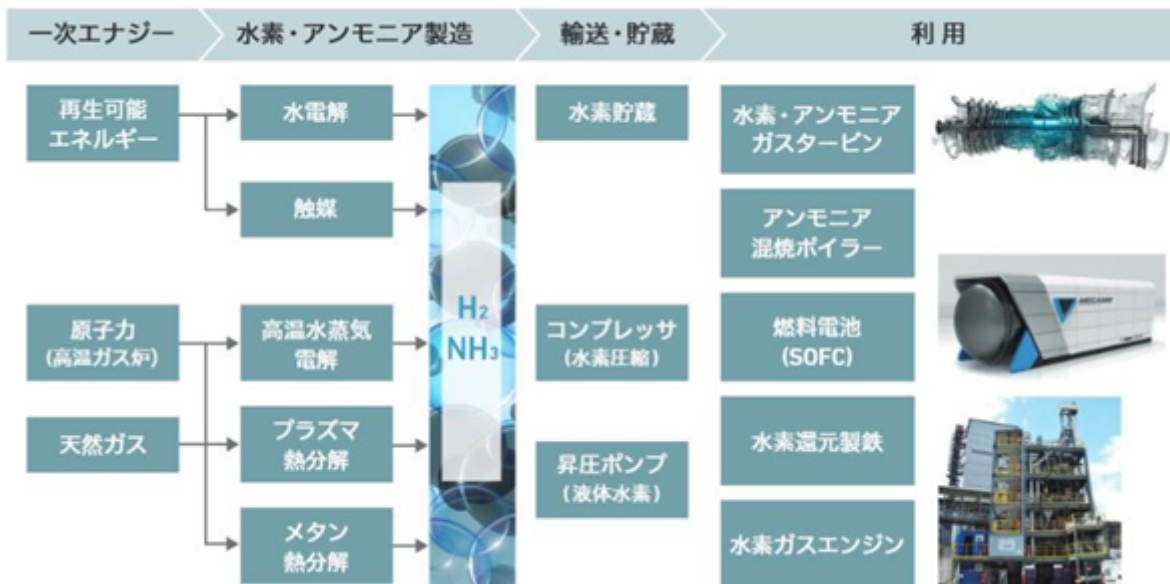 一次エナジー
水素・アンモニア製造
輸送・貯蔵
利用
再生可能
エネルギー
原子力
(高温ガス炉)
天然ガス
水電解
触媒
高温水蒸気
電解
プラズマ
熱分解
メタン
熱分解
H2
NH3
水素貯蔵
コンプレッサ
(水素圧縮)
昇圧ポンプ
(液体水素)
水素・アンモニア
ガスタービン
アンモニア
混焼ボイラー
燃料電池
(SOFC)
水素還元製鉄
水素ガスエンジン